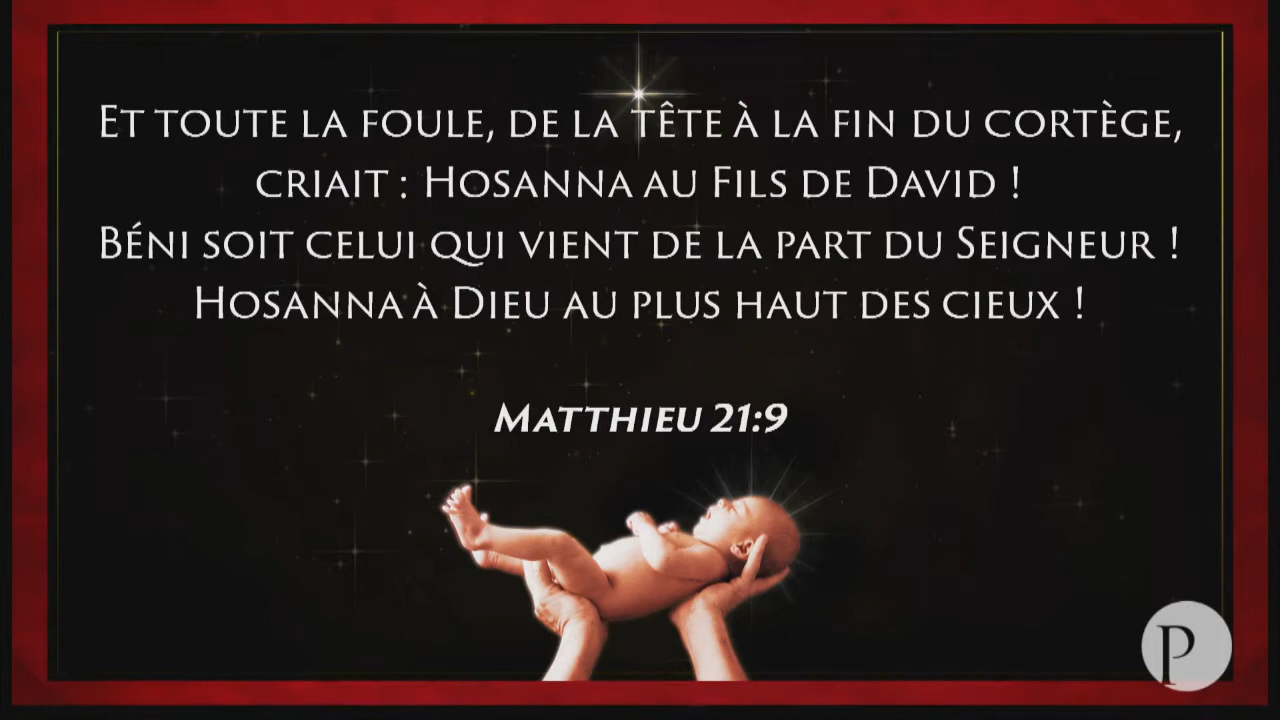 Et toute la foule, de la tête à la fin du cortège,
criait : Hosanna au Fils de David !
Béni soit celui qui vient de la part du Seigneur !
Hosanna à Dieu au plus haut des cieux !
Matthieu 21:9
P